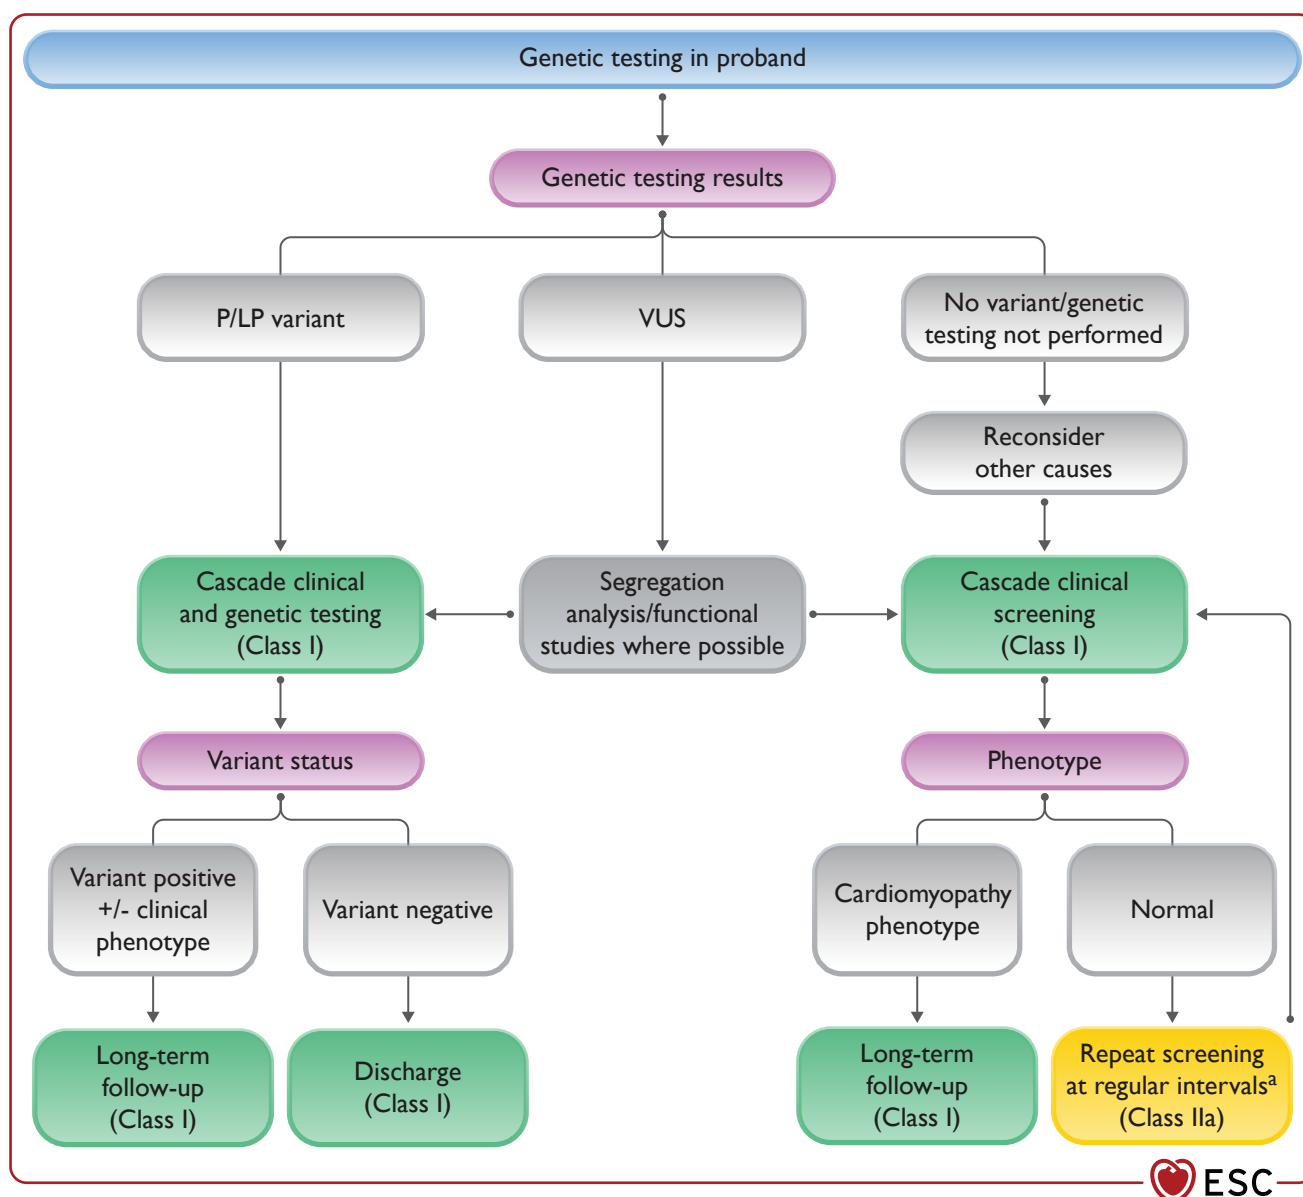 Genetic testing in proband
Genetic testing results
P/LP variant
VUS
No variant/genetic
testing not performed
Reconsider
other causes
Cascade clinical
and genetic testing
(Class I)
Segregation
analysis/functional
studies where possible
Cascade clinical
screening
(Class I)
Variant status
Phenotype
Variant positive
+/- clinical
phenotype
Variant negative
Cardiomyopathy
phenotype
Normal
Long-term
follow-up
(Class I)
Discharge
(Class I)
Long-term
follow-up
(Class I)
Repeat screening
at regular intervalsᵃ
(Class IIa)
ESC